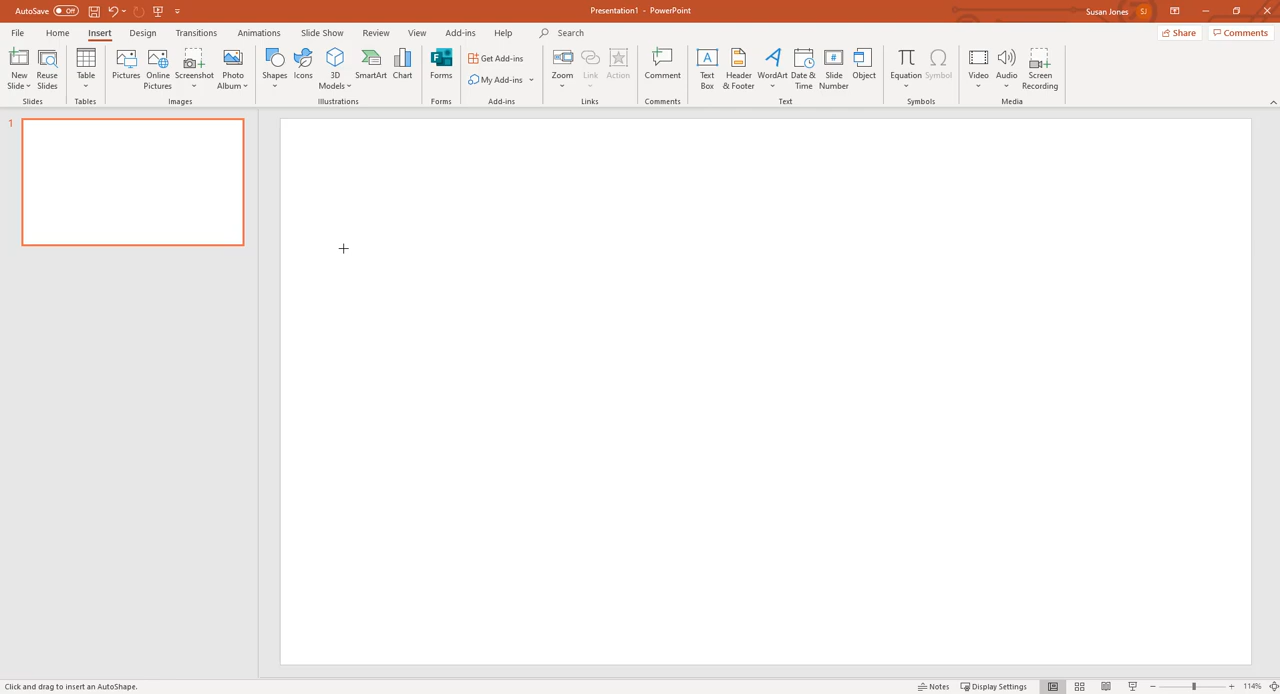 AutoSave Off Presentation1 - PowerPoint Susan Jones SJ
File Home Insert Design Transitions Animations Slide Show Review View Add-ins Help Search Share Comments
New Slide Reuse Slides Table Pictures Online Pictures Screenshot Photo Album Shapes Icons 3D Models SmartArt Chart Forms Get Add-ins My Add-ins Zoom Link Action Comment Text Box Header & Footer WordArt Date & Time Slide Number Object Equation Symbol Video Audio Screen Recording
Slides Tables Images Illustrations Forms Add-ins Links Comments Text Symbols Media
1
Click and drag to insert an AutoShape. Notes Display Settings 114%